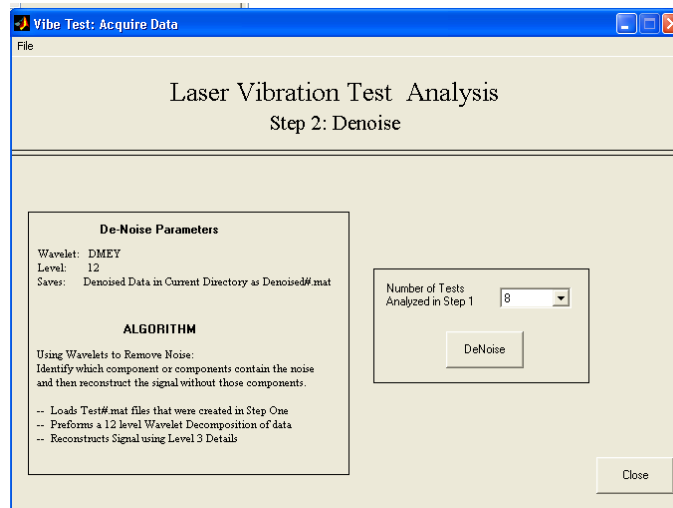 Vibe Test: Acquire Data
File
Laser Vibration Test Analysis
Step 2: Denoise
De-Noise Parameters
Wavelet: DMEY
Level: 12
Saves: Denoised Data in Current Directory as Denoised#.mat
ALGORITHM
Using Wavelets to Remove Noise:
Identify which component or components contain the noise
and then reconstruct the signal without those components.
-- Loads Test#.mat files that were created in Step One
-- Preforms a 12 level Wavelet Decomposition of data
-- Reconstructs Signal using Level 3 Details
Number of Tests
Analyzed in Step 1
8
DeNoise
Close